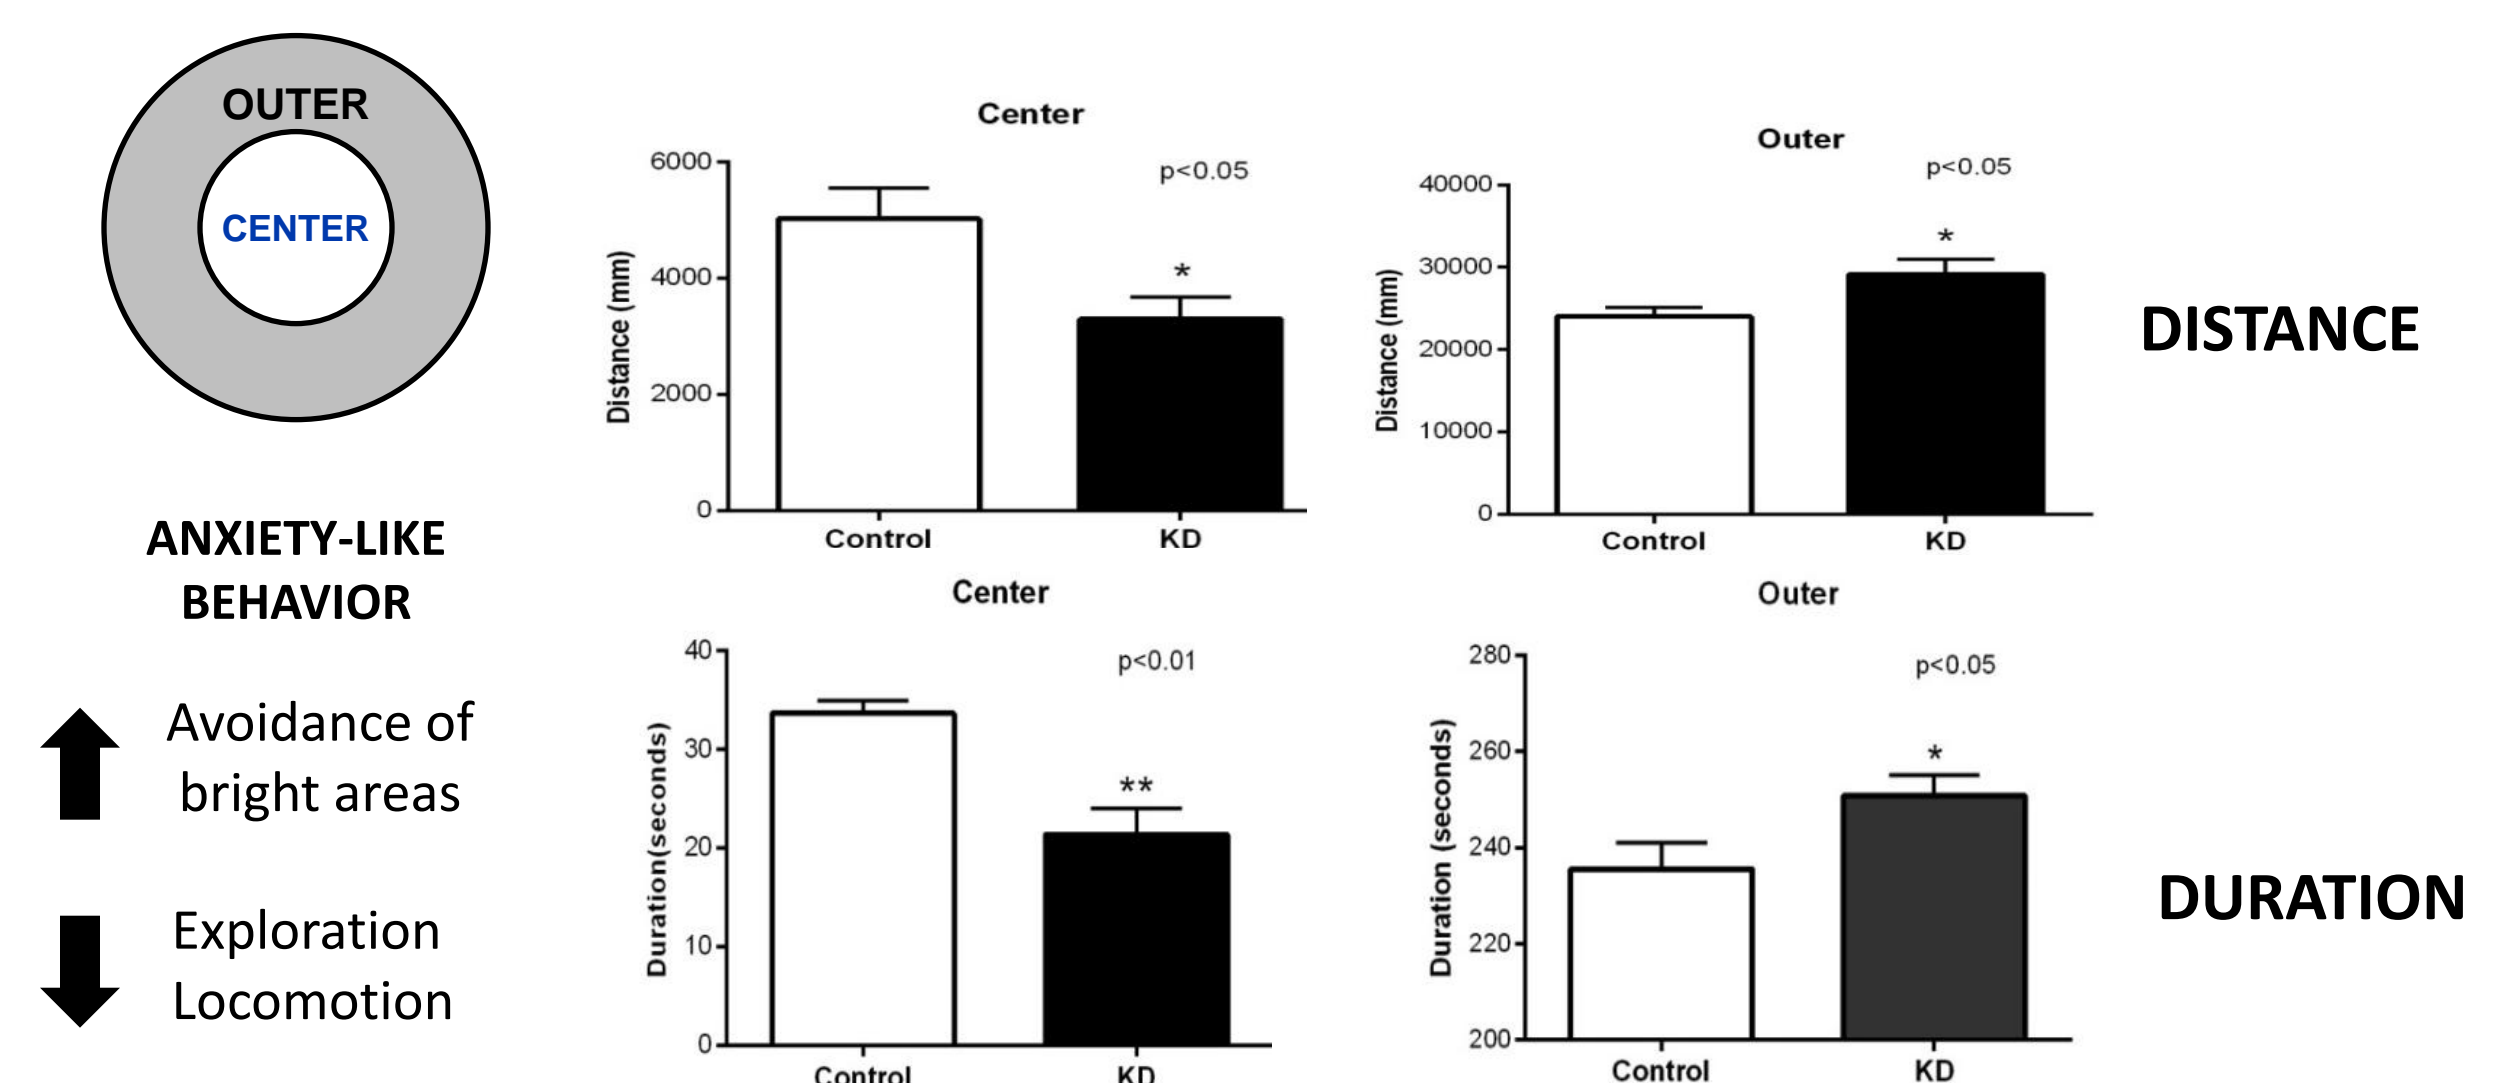 OUTER
CENTER
ANXIETY-LIKE
BEHAVIOR
Avoidance of
bright areas
Exploration
Locomotion
Center
p<0.05
6000
4000
2000
0
Distance (mm)
*
Control
KD
Outer
p<0.05
40000
30000
20000
10000
0
Distance (mm)
*
Control
KD
DISTANCE
Center
p<0.01
40
30
20
10
0
Duration(seconds)
**
Control
KD
Outer
p<0.05
280
260
240
220
200
Duration (seconds)
*
Control
KD
DURATION